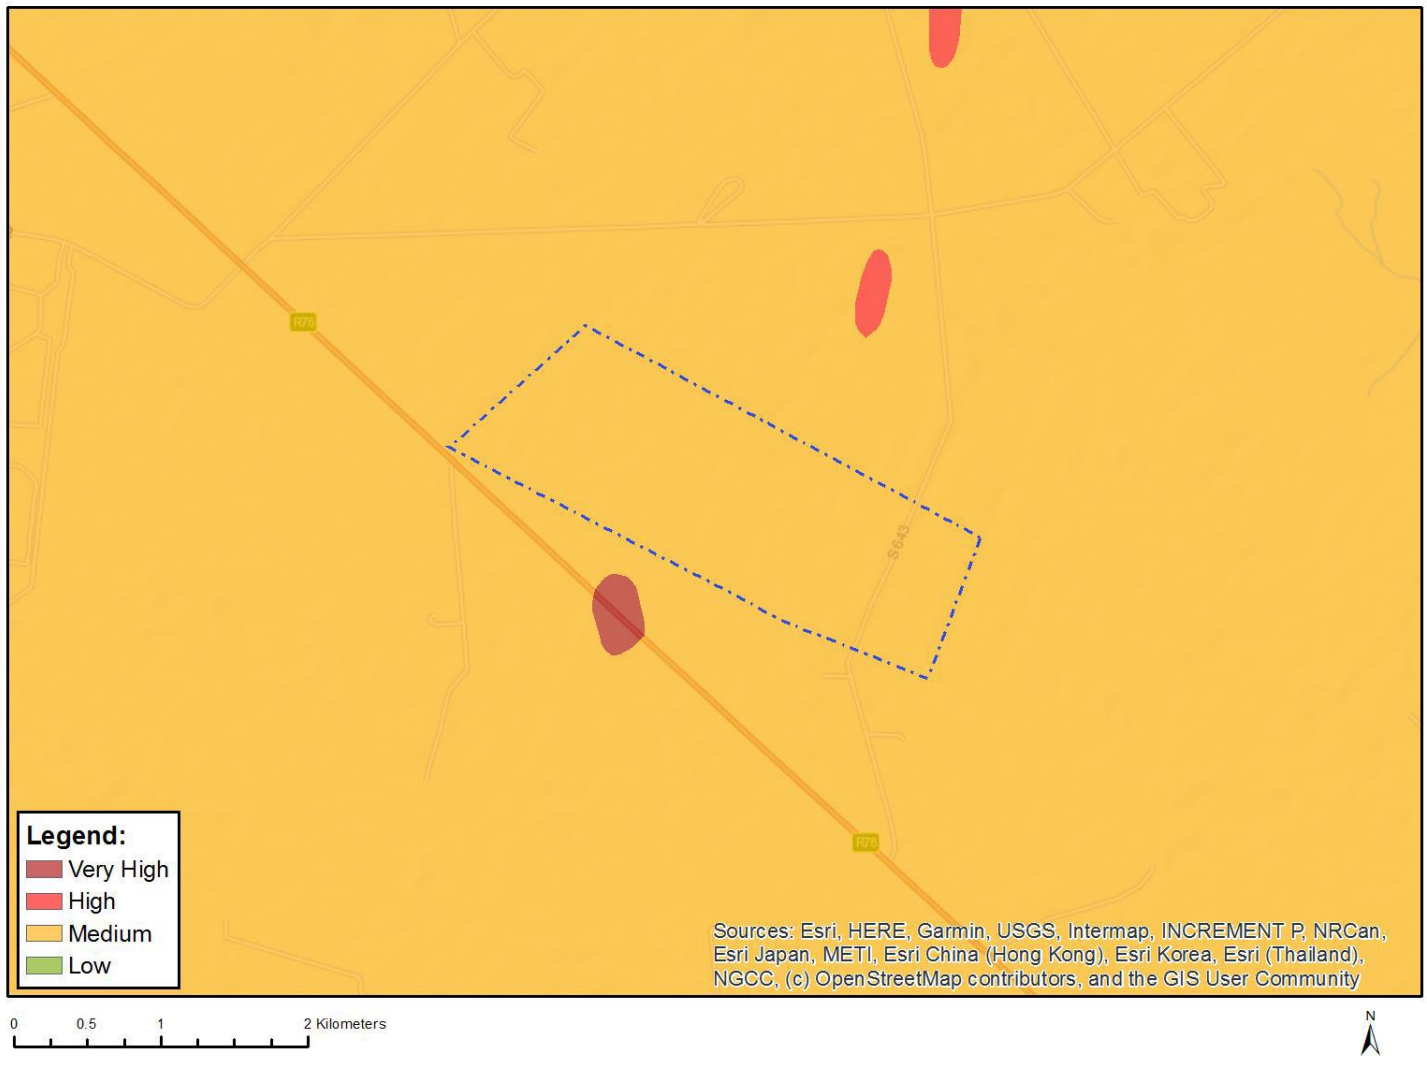 R76
S 643
R76
Legend:
Very High
High
Medium
Low
Sources: Esri, HERE, Garmin, USGS, Intermap, INCREMENT P, NRCan,
Esri Japan, METI, Esri China (Hong Kong), Esri Korea, Esri (Thailand),
NGCC, (c) OpenStreetMap contributors, and the GIS User Community
0 0.5 1 2 Kilometers
N